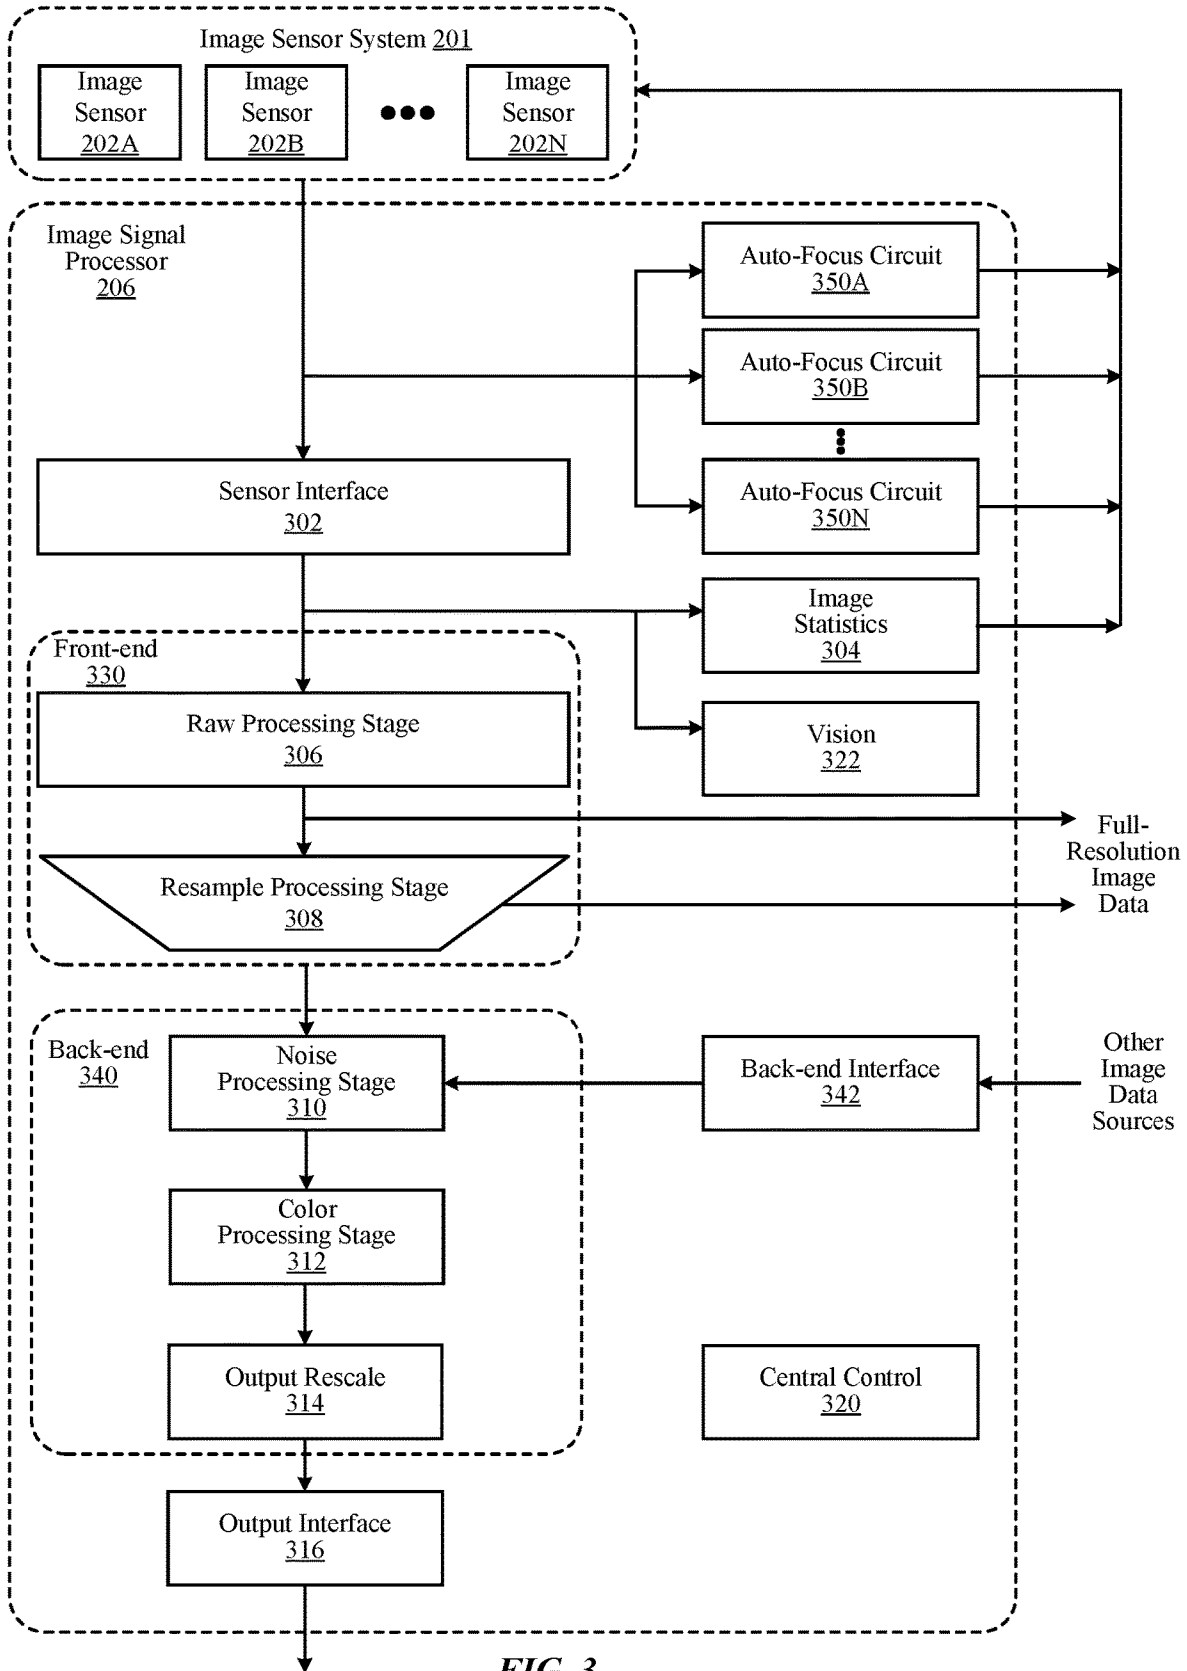 Image Sensor System 201
Image
Sensor
202A
Image
Sensor
202B
Image
Sensor
202N
Image Signal
Processor
206
Auto-Focus Circuit
350A
Auto-Focus Circuit
350B
Auto-Focus Circuit
350N
Sensor Interface
302
Image
Statistics
304
Front-end
330
Raw Processing Stage
306
Vision
322
Full-
Resolution
Image
Data
Resample Processing Stage
308
Back-end
340
Noise
Processing Stage
310
Back-end Interface
342
Other
Image
Data
Sources
Color
Processing Stage
312
Output Rescale
314
Central Control
320
Output Interface
316
FIG. 3